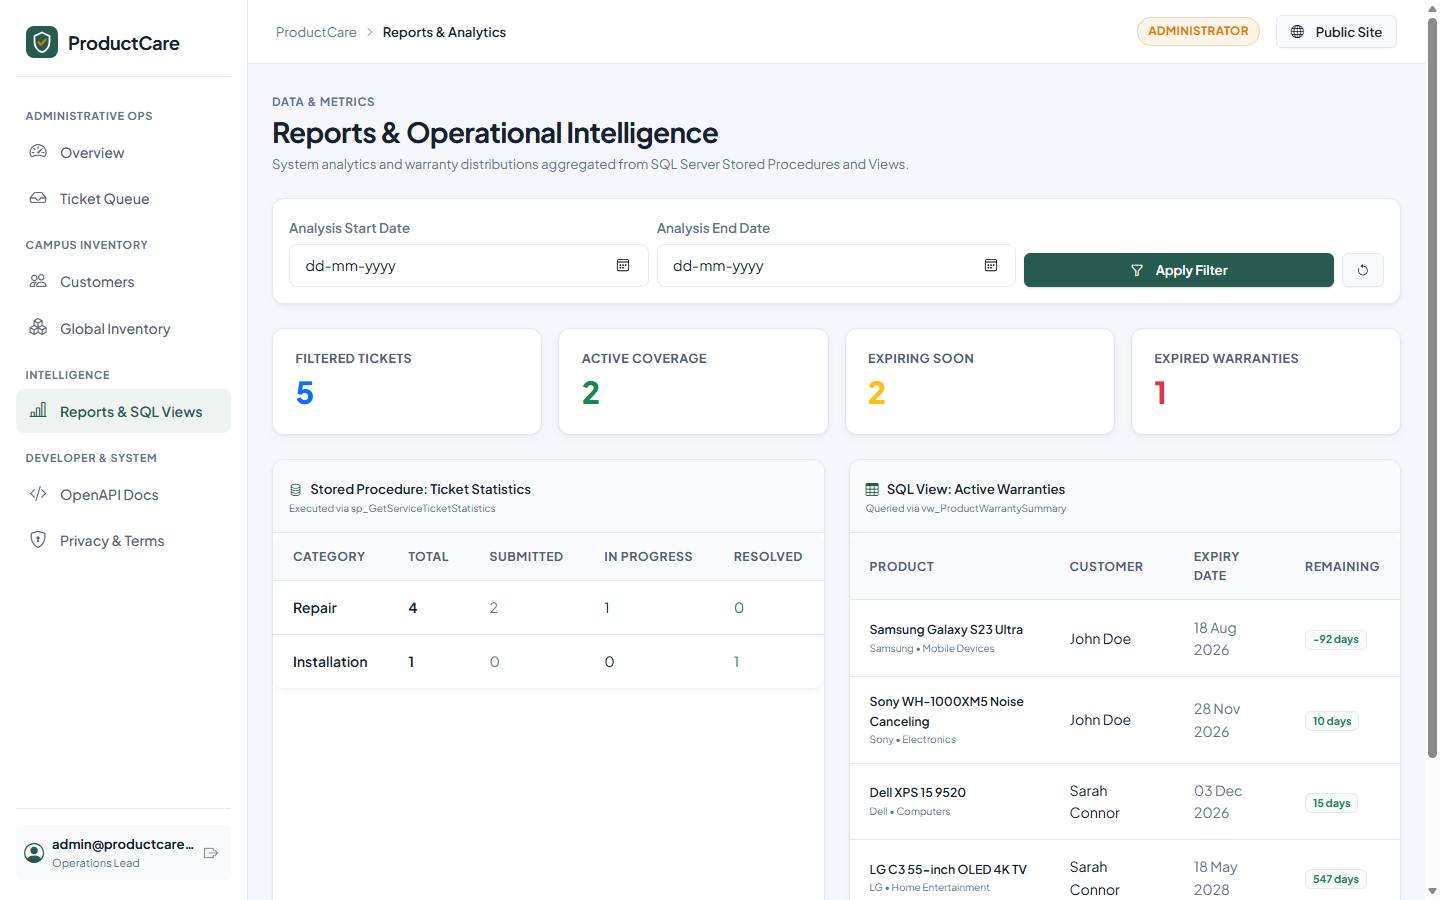 ProductCare
ProductCare > Reports & Analytics
ADMINISTRATOR
Public Site
ADMINISTRATIVE OPS
Overview
Ticket Queue
CAMPUS INVENTORY
Customers
Global Inventory
INTELLIGENCE
Reports & SQL Views
DEVELOPER & SYSTEM
OpenAPI Docs
Privacy & Terms
admin@productcare...
Operations Lead
DATA & METRICS
Reports & Operational Intelligence
System analytics and warranty distributions aggregated from SQL Server Stored Procedures and Views.
Analysis Start Date
dd-mm-yyyy
Analysis End Date
dd-mm-yyyy
Apply Filter
FILTERED TICKETS
5
ACTIVE COVERAGE
2
EXPIRING SOON
2
EXPIRED WARRANTIES
1
Stored Procedure: Ticket Statistics
Executed via sp_GetServiceTicketStatistics
CATEGORY TOTAL SUBMITTED IN PROGRESS RESOLVED
Repair 4 2 1 0
Installation 1 0 0 1
SQL View: Active Warranties
Queried via vw_ProductWarrantySummary
PRODUCT CUSTOMER EXPIRY DATE REMAINING
Samsung Galaxy S23 Ultra
Samsung • Mobile Devices
John Doe
18 Aug
2026
-92 days
Sony WH-1000XM5 Noise
Canceling
Sony • Electronics
John Doe
28 Nov
2026
10 days
Dell XPS 15 9520
Dell • Computers
Sarah
Connor
03 Dec
2026
15 days
LG C3 55-inch OLED 4K TV
LG • Home Entertainment
Sarah
Connor
18 May
2028
547 days